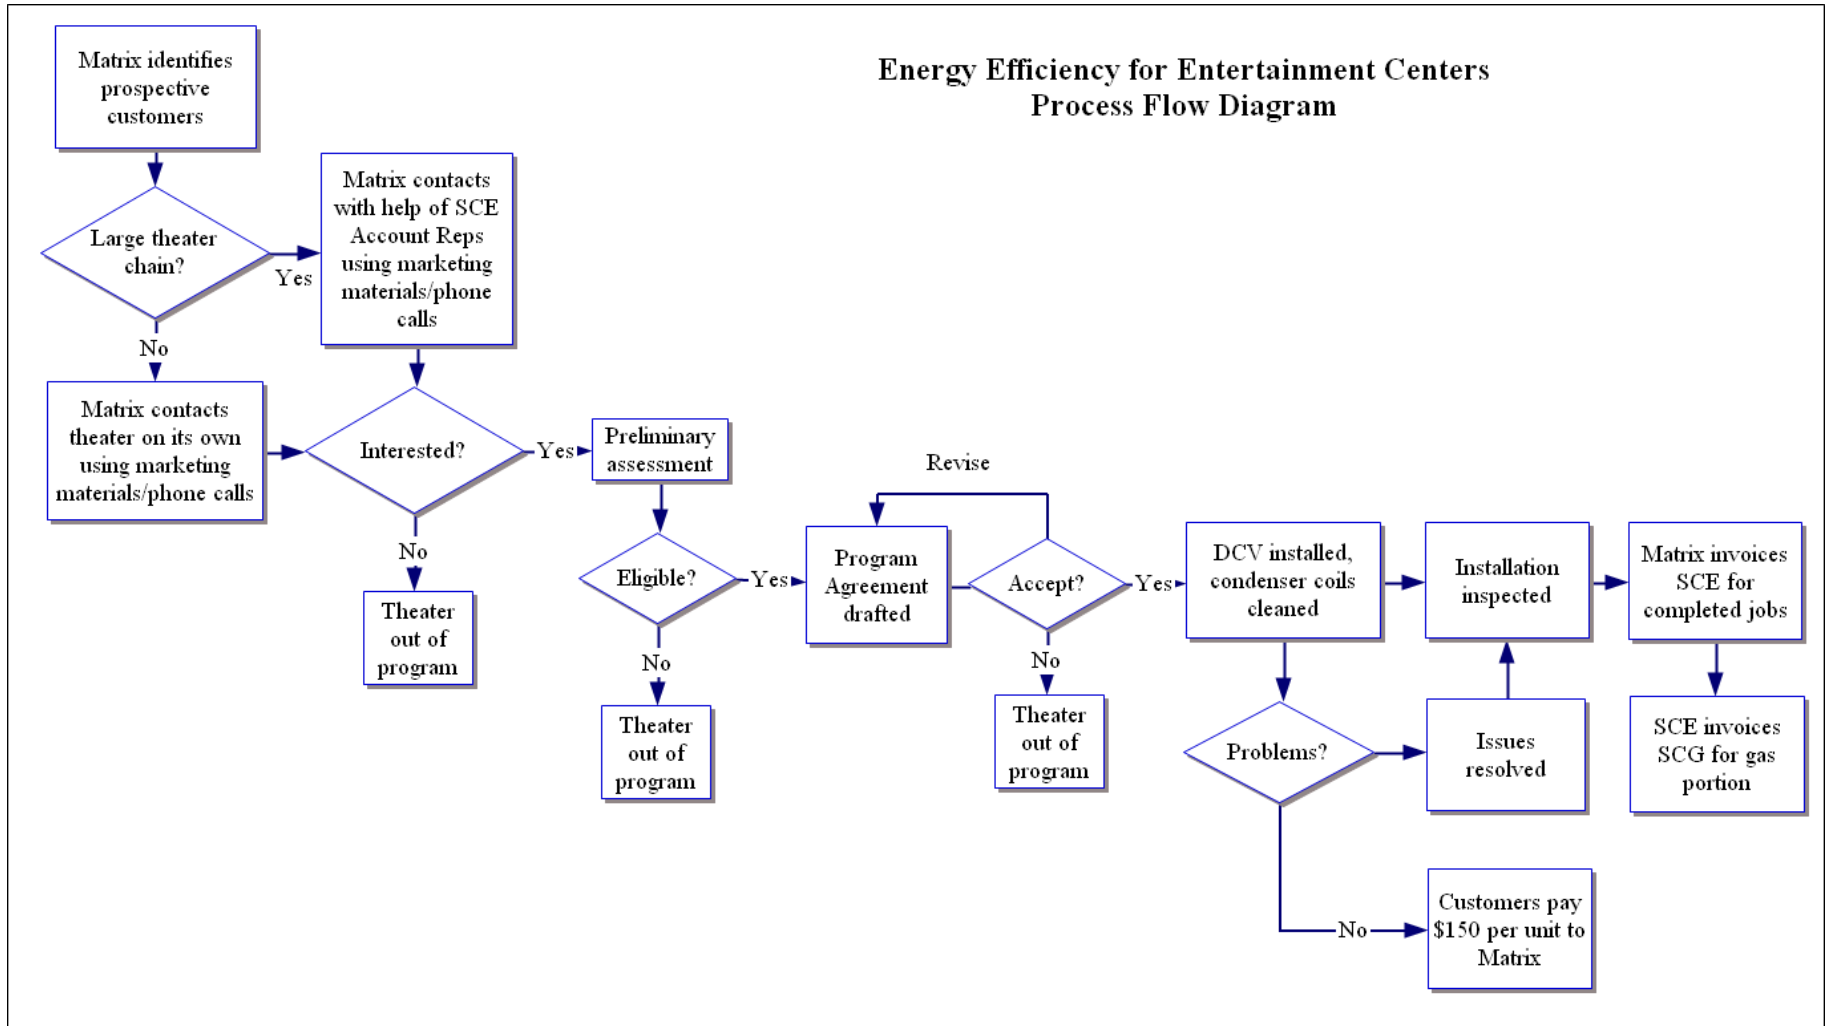 Energy Efficiency for Entertainment Centers
Process Flow Diagram
Matrix identifies
prospective
customers
Large theater
chain?
Yes
Matrix contacts
with help of SCE
Account Reps
using marketing
materials/phone
calls
No
Matrix contacts
theater on its own
using marketing
materials/phone calls
Interested?
Yes
Preliminary
assessment
No
Theater
out of
program
Eligible?
Yes
No
Theater
out of
program
Revise
Program
Agreement
drafted
Accept?
Yes
No
Theater
out of
program
DCV installed,
condenser coils
cleaned
Installation
inspected
Matrix invoices
SCE for
completed jobs
Problems?
Issues
resolved
SCE invoices
SCG for gas
portion
No
Customers pay
$150 per unit to
Matrix